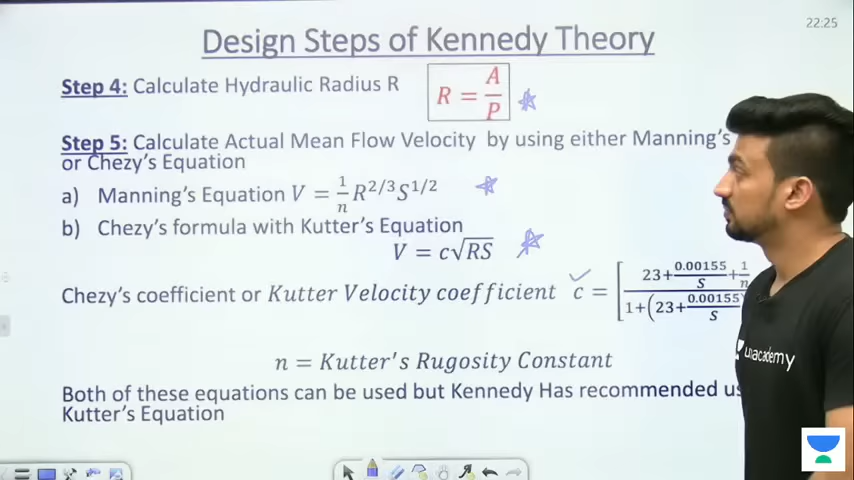 22:25
Design Steps of Kennedy Theory
Step 4: Calculate Hydraulic Radius R R = A/P
Step 5: Calculate Actual Mean Flow Velocity by using either Manning's
or Chezy's Equation
a) Manning's Equation V = 1/n R^2/3 S^1/2
b) Chezy's formula with Kutter's Equation
V = c√RS
Chezy's coefficient or Kutter Velocity coefficient c = [ 23+ 0.00155/S + 1/n
1+(23+ 0.00155/S
n = Kutter's Rugosity Constant
Both of these equations can be used but Kennedy Has recommended
Kutter's Equation
unacademy